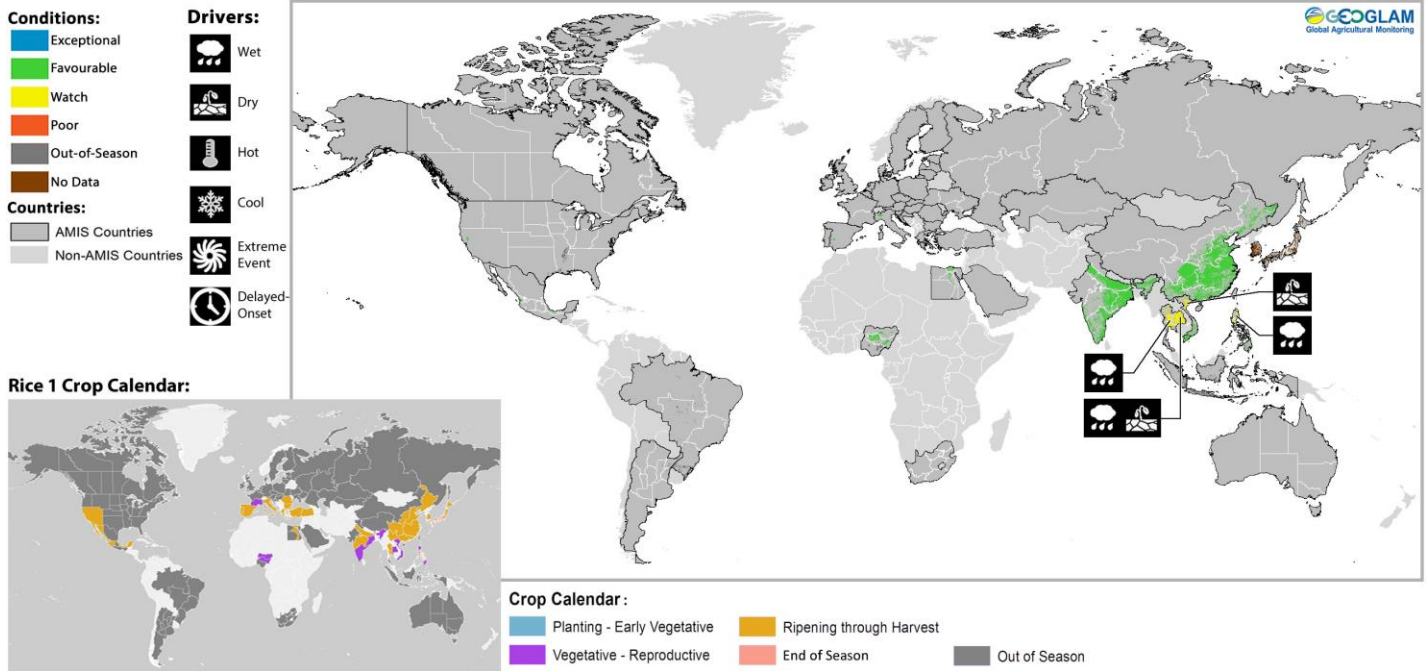 Conditions:
Exceptional
Favourable
Watch
Poor
Out-of-Season
No Data
Countries:
AMIS Countries
Non-AMIS Countries
Drivers:
Wet
Dry
Hot
Cool
Extreme
Event
Delayed-
Onset
GEOGLAM
Global Agricultural Monitoring
Rice 1 Crop Calendar:
Crop Calendar :
Planting - Early Vegetative
Ripening through Harvest
Vegetative - Reproductive
End of Season
Out of Season